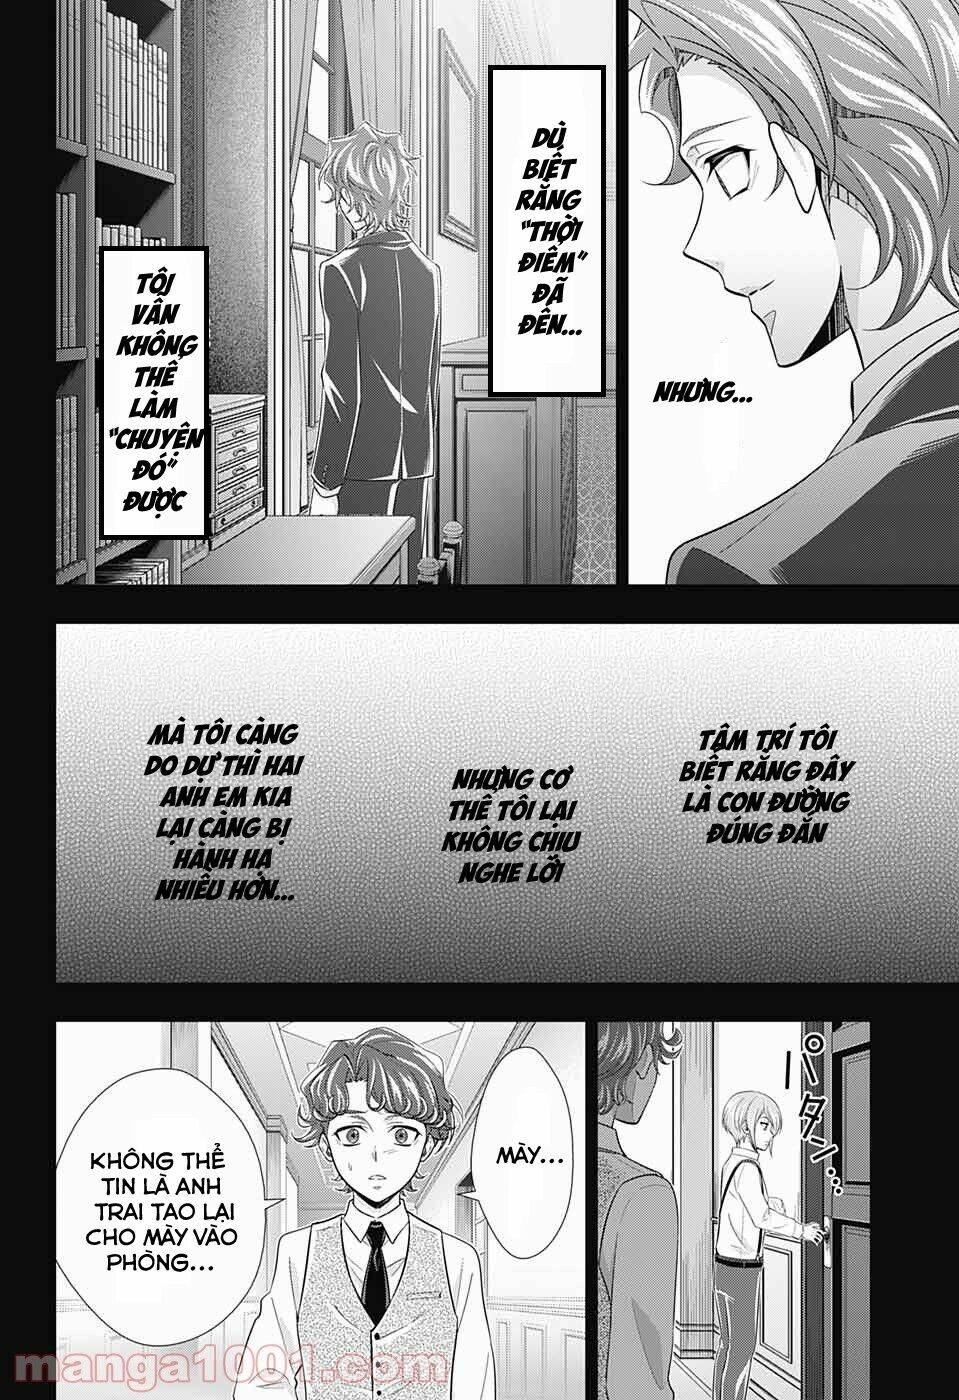 NHƯNG...
DÙ
BIẾT
RẰNG
"THỜI
ĐIỂM"
ĐÃ
ĐẾN...
TÔI
VẪN
KHÔNG
THỂ
LÀM
"CHUYỆN
ĐÓ"
ĐƯỢC
TÂM TRÍ TÔI
BIẾT RẰNG ĐÂY
LÀ CON ĐƯỜNG
ĐÚNG ĐẮN
NHƯNG CƠ
THỂ TÔI LẠI
KHÔNG CHỊU
NGHE LỜI
MÀ TÔI CÀNG
DO DỰ THÌ HAI
ANH EM KIA
LẠI CÀNG BỊ
HÀNH HẠ
NHIỀU HƠN...
パタン...
MÀY...
KHÔNG THỂ
TIN LÀ ANH
TRAI TAO LẠI
CHO MÀY VÀO
PHÒNG...
manga1001.com